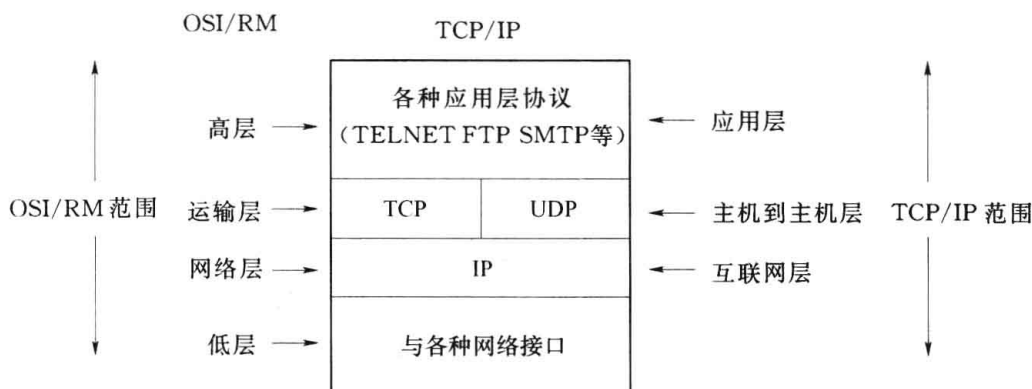 OSI/RM
TCP/IP
各种应用层协议
高层
(TELNET FTP SMTP等)
应用层
OSI/RM 范围
运输层
TCP
UDP
主机到主机层
TCP/IP 范围
网络层
IP
互联网层
低层
与各种网络接口